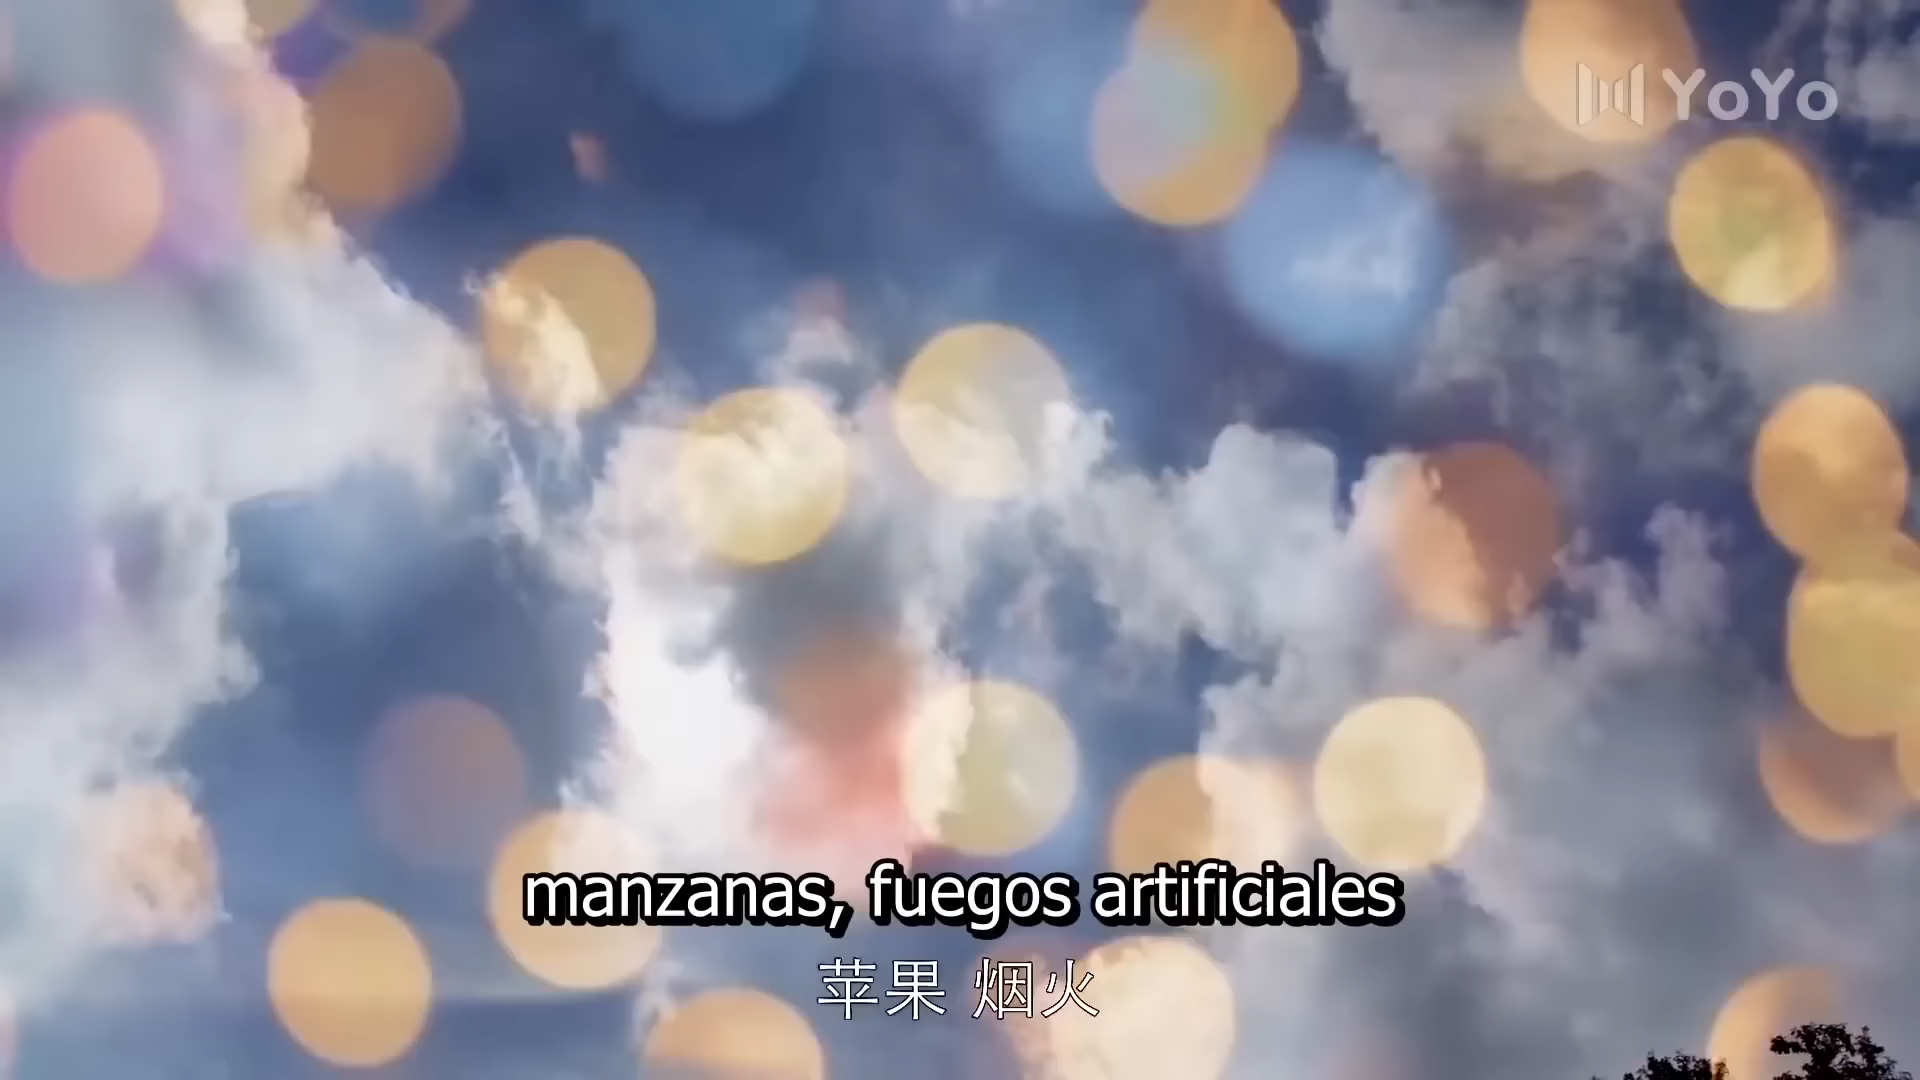 YoYo
manzanas, fuegos artificiales
苹果 烟火